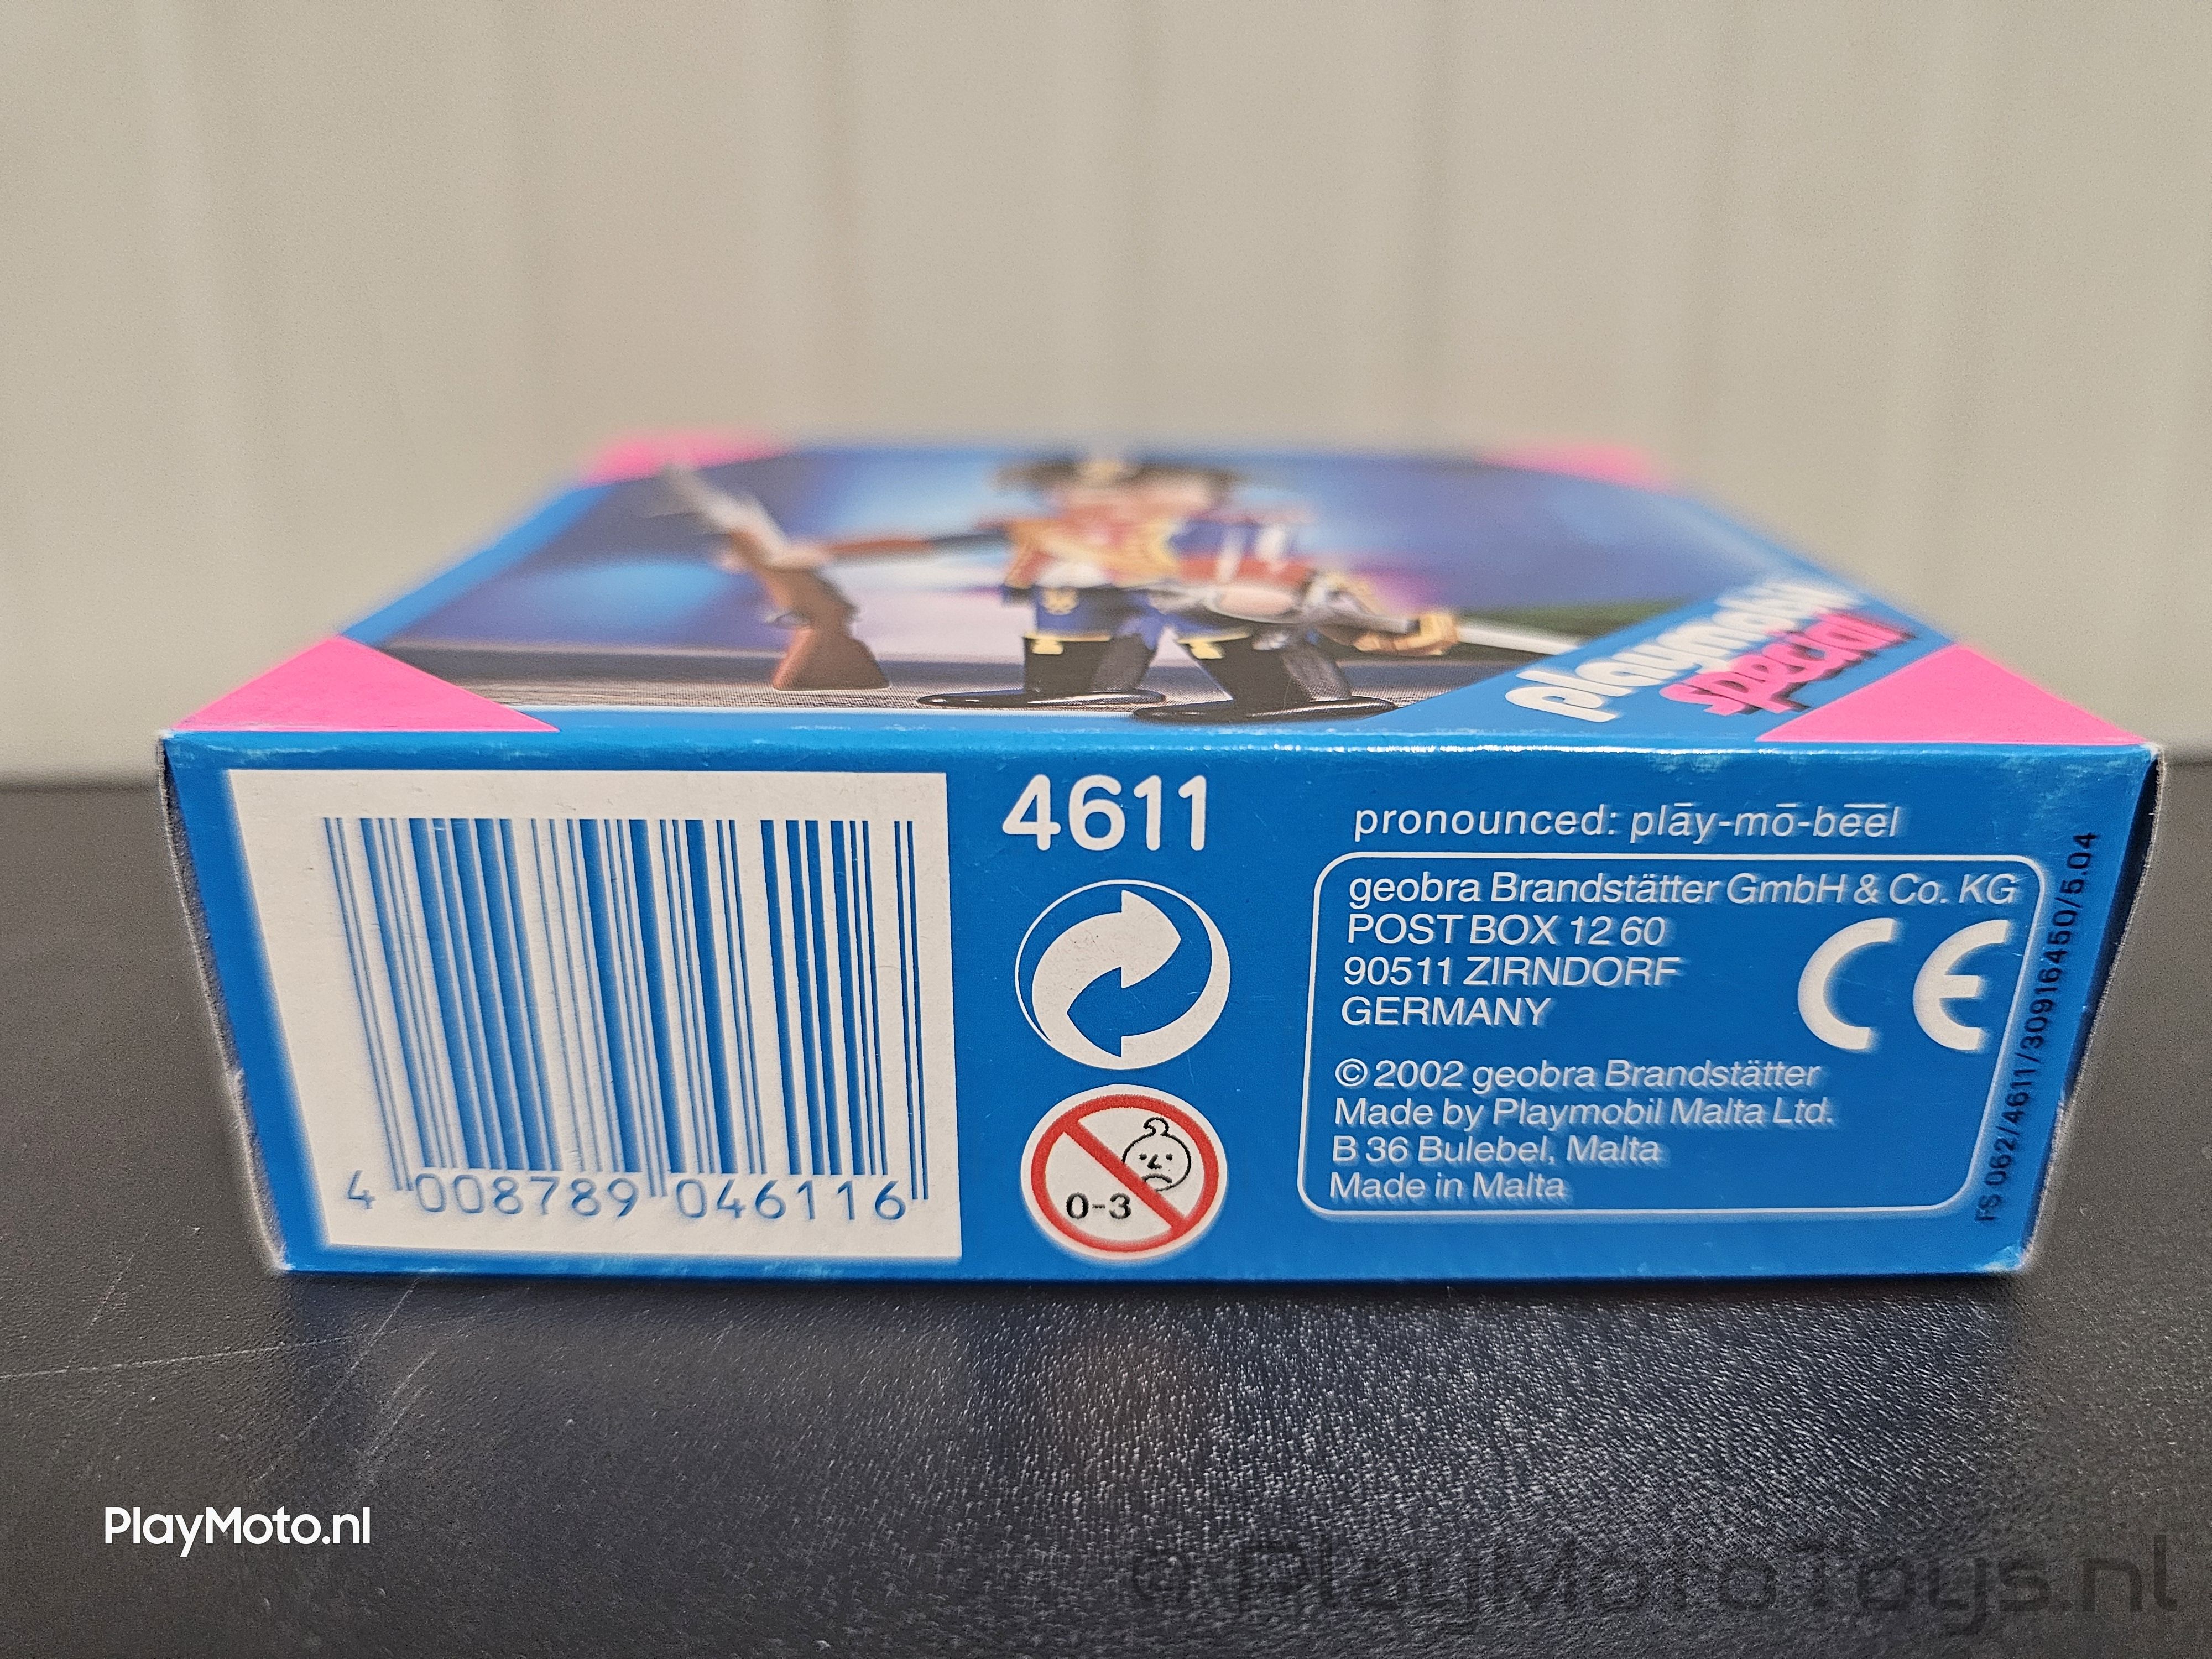 playmobil
special
4611
pronounced: plāy-mō-bēēl
geobra Brandstätter GmbH & Co. KG
POST BOX 12 60
90511 ZIRNDORF
GERMANY
CE
© 2002 geobra Brandstätter
Made by Playmobil Malta Ltd.
B 36 Bulebel, Malta
Made in Malta
FS 062/4611/30916450/5.04
0-3
4 008789 046116
PlayMoto.nl
© PlayMotoToys.nl